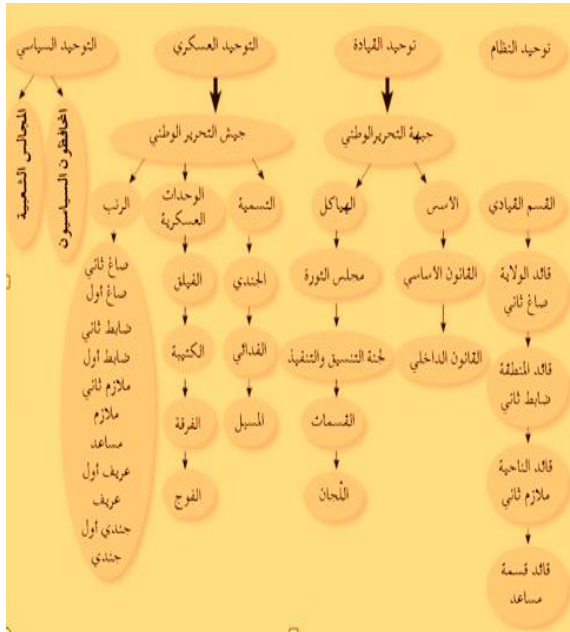 توحيد النظام
توحيد القيادة
التوحيد العسكري
التوحيد السياسي
جبهة التحرير الوطني
جيش التحرير الوطني
المحافظون السياسيون
المجالس الشعبية
القسم القيادي
الأسس
الهياكل
التسمية
الوحدات
العسكرية
الرتب
قائد الولاية
صاغ ثاني
القانون الأساسي
مجلس الثورة
الجندي
الفيلق
صاغ ثاني
صاغ أول
ضابط ثاني
ضابط أول
ملازم ثاني
ملازم
مساعد
عريف أول
عريف
جندي أول
جندي
قائد المنطقة
ضابط ثاني
القانون الداخلي
لجنة التنسيق والتنفيذ
الفدائي
الكتيبة
قائد الناحية
ملازم ثاني
القسمات
المسبل
الفرقة
اللّجان
الفوج
قائد قسمة
مساعد